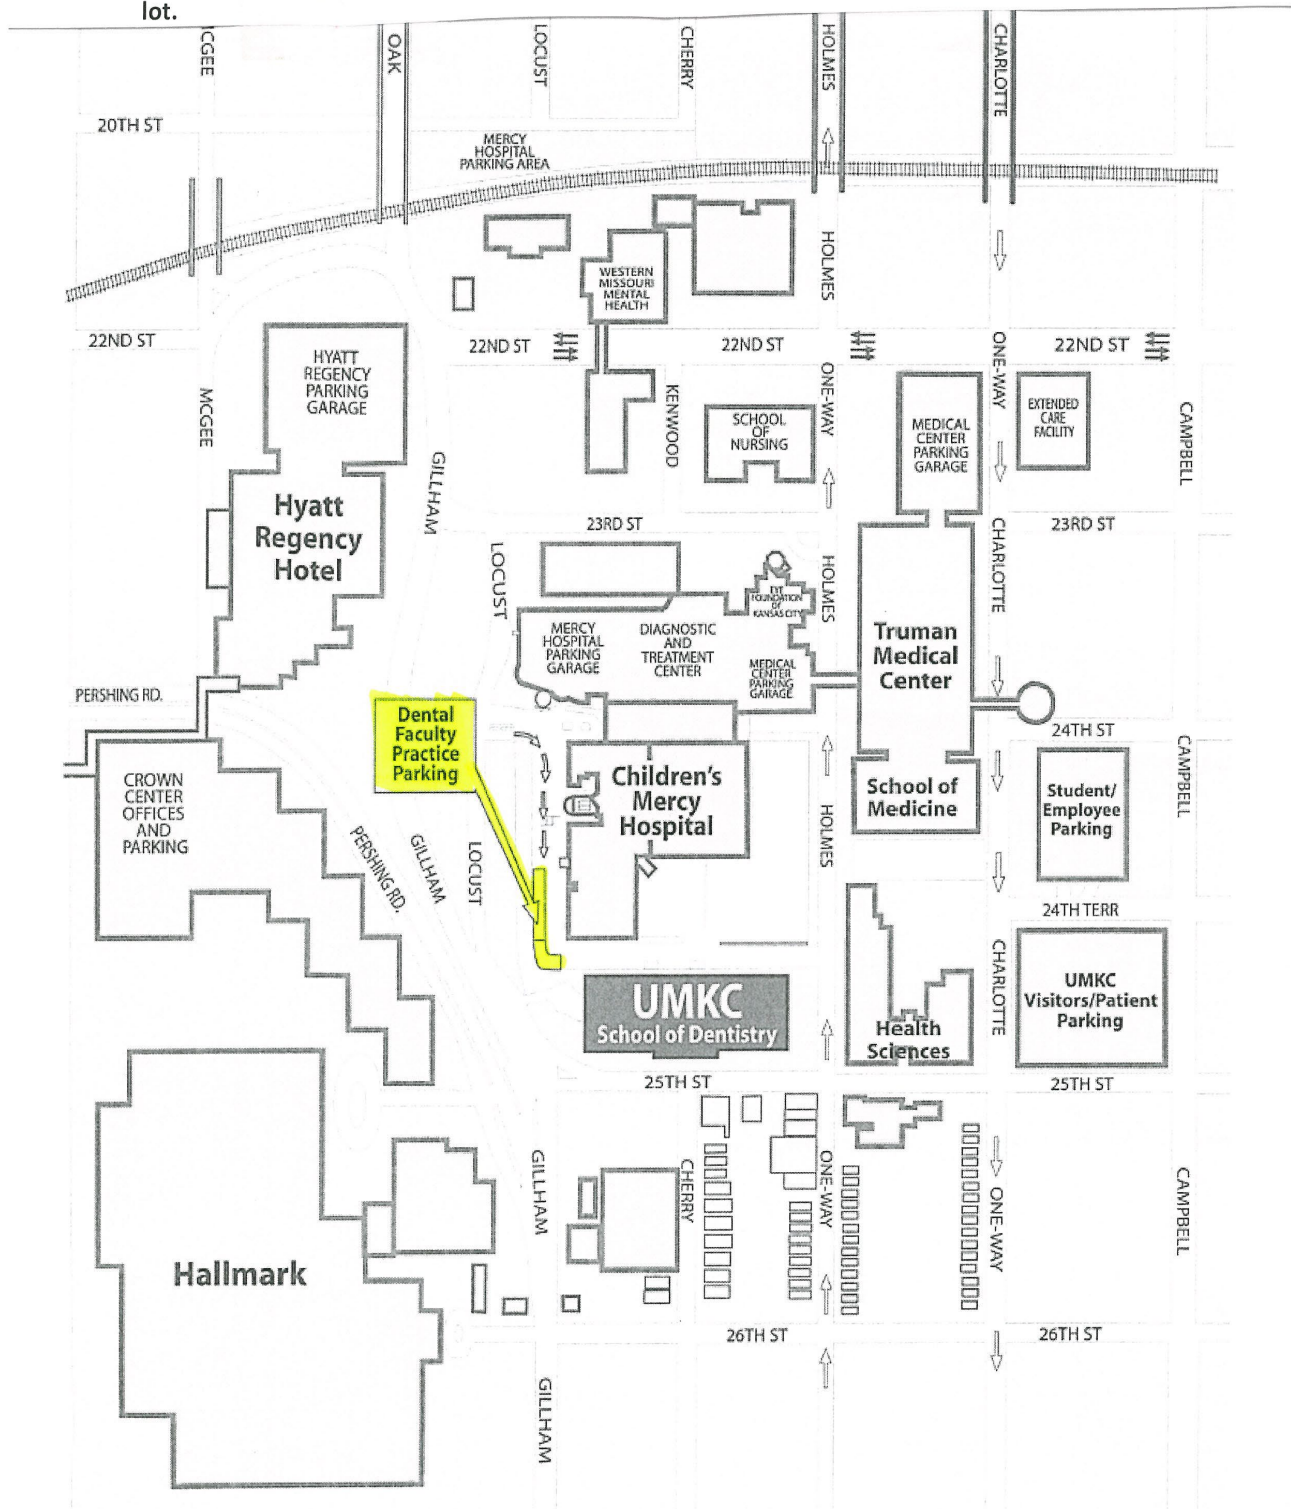 lot.
MCGEE
OAK
LOCUST
CHERRY
HOLMES
CHARLOTTE
20TH ST
MERCY
HOSPITAL
PARKING AREA
WESTERN
MISSOURI
MENTAL
HEALTH
HOLMES
22ND ST
22ND ST
22ND ST
22ND ST
HYATT
REGENCY
PARKING
GARAGE
MCGEE
GILLHAM
KENWOOD
SCHOOL
OF
NURSING
ONE-WAY
MEDICAL
CENTER
PARKING
GARAGE
ONE-WAY
EXTENDED
CARE
FACILITY
CAMPBELL
Hyatt
Regency
Hotel
23RD ST
23RD ST
LOCUST
HOLMES
CHARLOTTE
EYE
FOUNDATION
OF
KANSAS CITY
MERCY
HOSPITAL
PARKING
GARAGE
DIAGNOSTIC
AND
TREATMENT
CENTER
MEDICAL
CENTER
PARKING
GARAGE
Truman
Medical
Center
PERSHING RD.
Dental
Faculty
Practice
Parking
24TH ST
CROWN
CENTER
OFFICES
AND
PARKING
Children's
Mercy
Hospital
School of
Medicine
Student/
Employee
Parking
CAMPBELL
PERSHING RD.
GILLHAM
LOCUST
HOLMES
24TH TERR
CHARLOTTE
UMKC
School of Dentistry
Health
Sciences
UMKC
Visitors/Patient
Parking
25TH ST
25TH ST
GILLHAM
CHERRY
ONE-WAY
ONE-WAY
CAMPBELL
Hallmark
26TH ST
26TH ST
GILLHAM